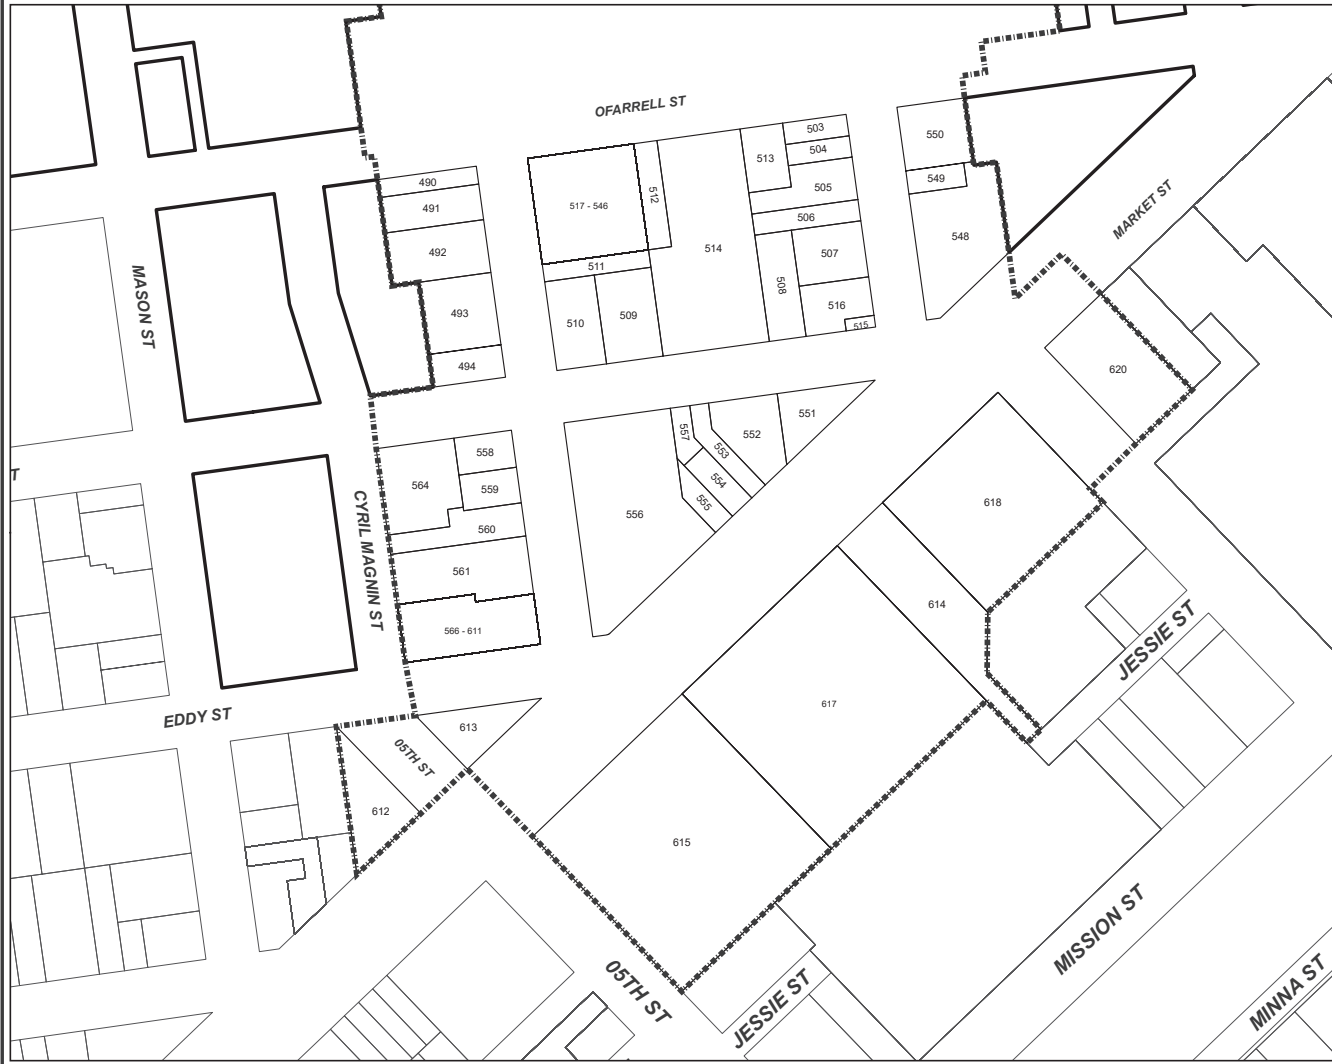 OFARRELL ST
503
550
504
513
490
549
505
512
491
517 - 546
506
MARKET ST
548
492
514
507
511
MASON ST
508
516
493
510
509
515
494
620
551
557
552
558
553
T
564
559
554
555
618
556
560
CYRIL MAGNIN ST
561
614
566 - 611
JESSIE ST
617
EDDY ST
613
05TH ST
612
615
MISSION ST
05TH ST
JESSIE ST
MINNA ST